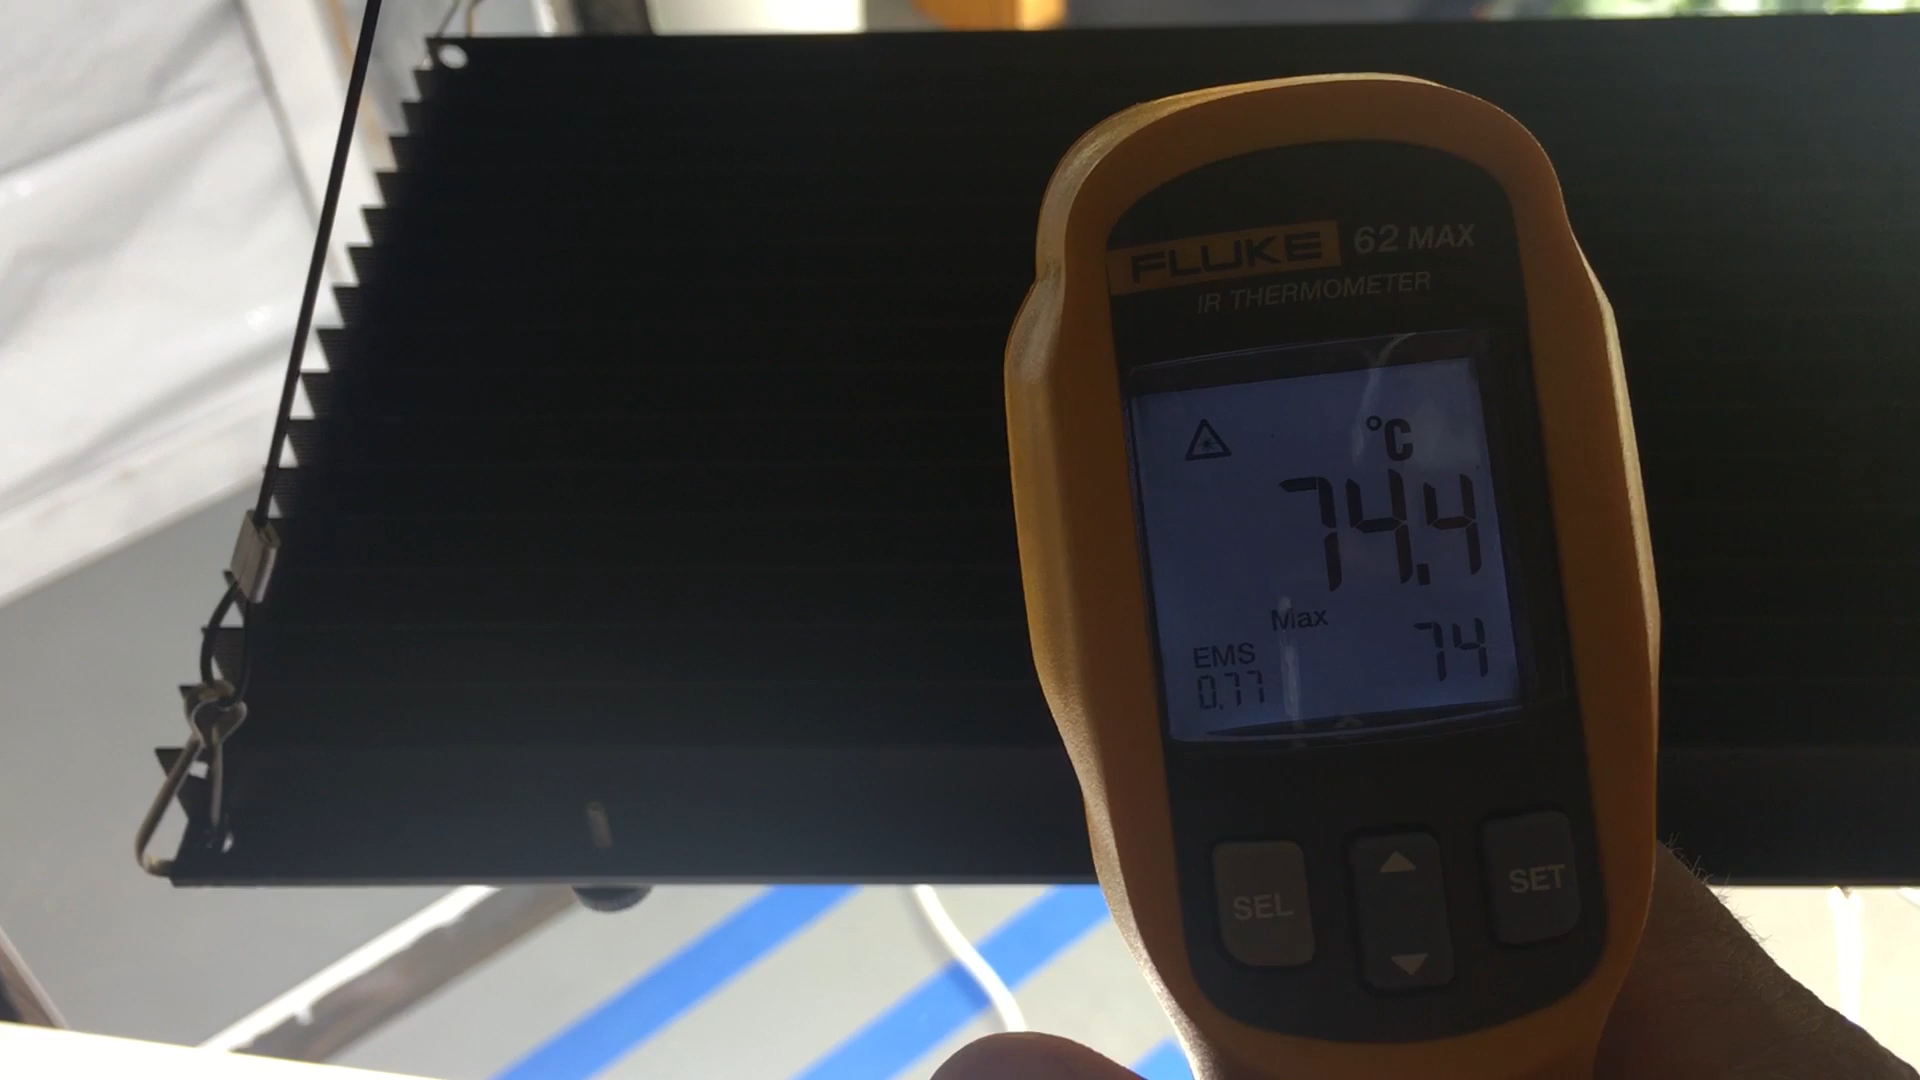 FLUKE 62 MAX
IR THERMOMETER
°C
74.4
Max
EMS 74
0.77
SEL
SET